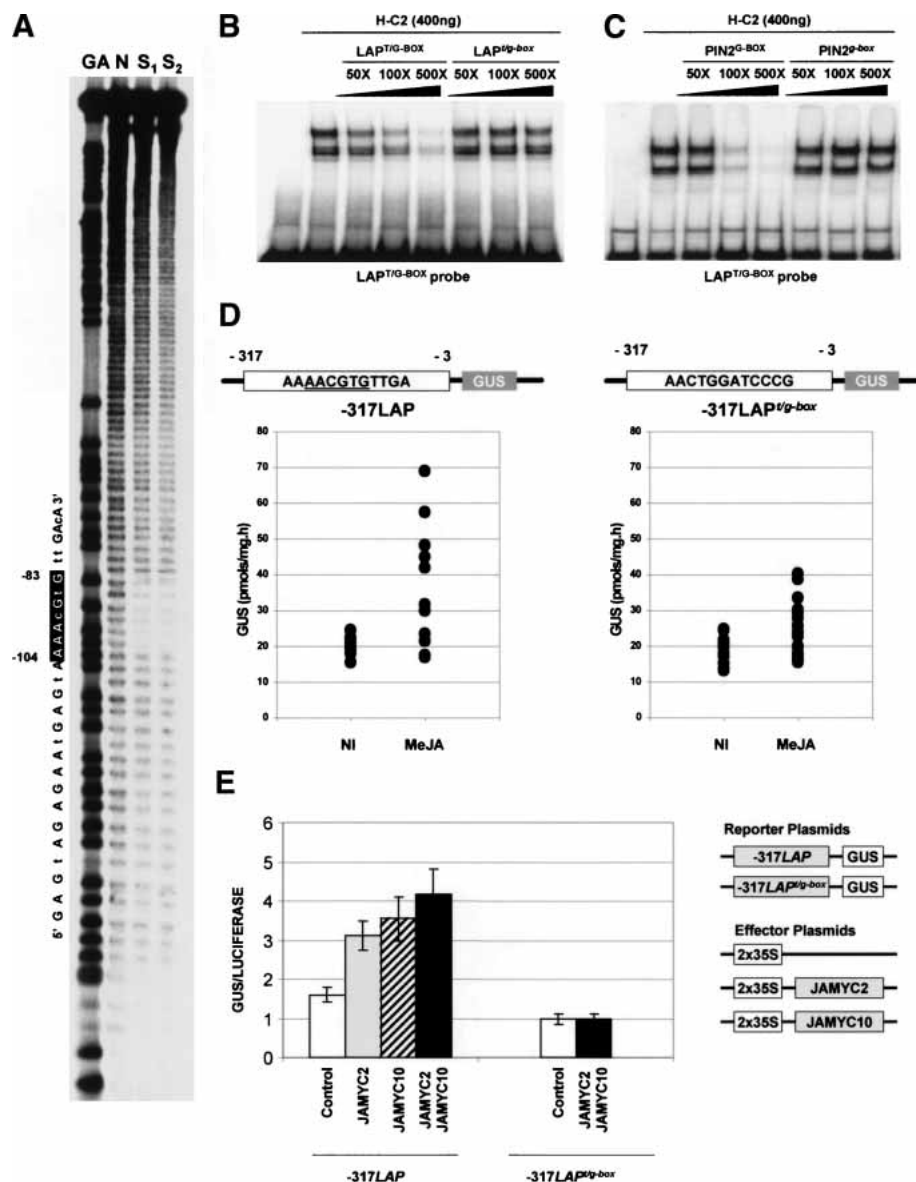 A
GA N S1 S2
-83
-104
5' G A G t A G A G A A t G A G t A A A A c G t G t t GAcA 3'
B
H-C2 (400ng)
LAPT/G-BOX LAPt/g-box
50X 100X 500X 50X 100X 500X
LAPT/G-BOX probe
C
H-C2 (400ng)
PIN2G-BOX PIN2g-box
50X 100X 500X 50X 100X 500X
LAPT/G-BOX probe
D
- 317 - 3
AAAACGTGTTGA GUS
-317LAP
GUS (pmols/mg.h)
80
70
60
50
40
30
20
10
0
NI MeJA
- 317 - 3
AACTGGATCCCG GUS
-317LAPt/g-box
GUS (pmols/mg.h)
80
70
60
50
40
30
20
10
0
NI MeJA
E
GUS/LUCIFERASE
6
5
4
3
2
1
0
Control
JAMYC2
JAMYC10
JAMYC2
JAMYC10
Control
JAMYC2
JAMYC10
-317LAP
-317LAPt/g-box
Reporter Plasmids
-317LAP GUS
-317LAPt/g-box GUS
Effector Plasmids
2x35S
2x35S JAMYC2
2x35S JAMYC10